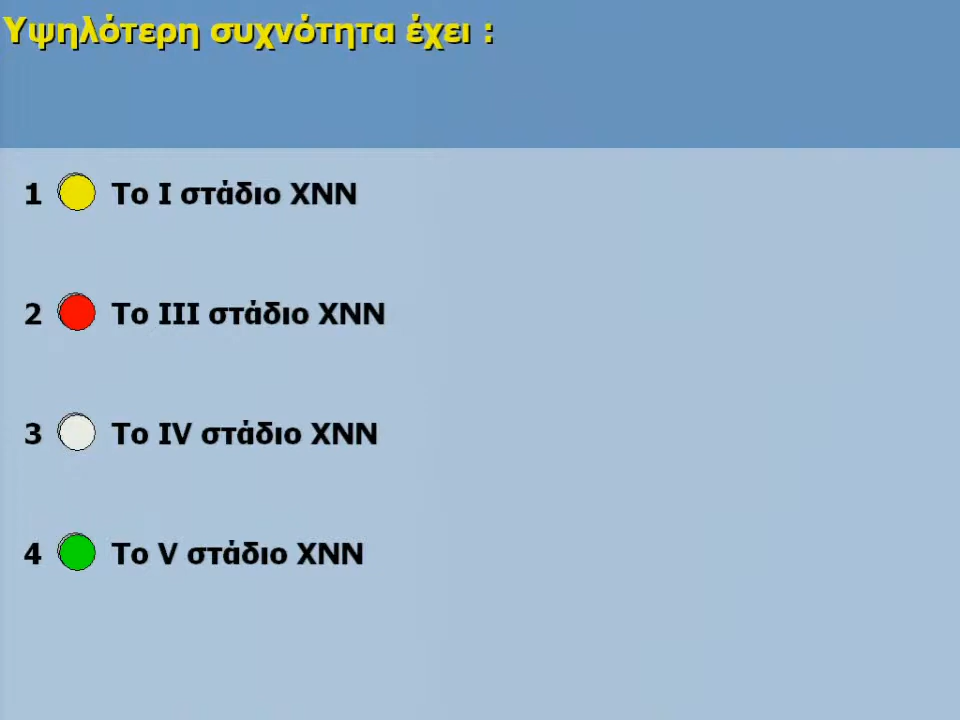 Υψηλότερη συχνότητα έχει :
1 Το I στάδιο ΧΝΝ
2 Το III στάδιο ΧΝΝ
3 Το IV στάδιο ΧΝΝ
4 Το V στάδιο ΧΝΝ